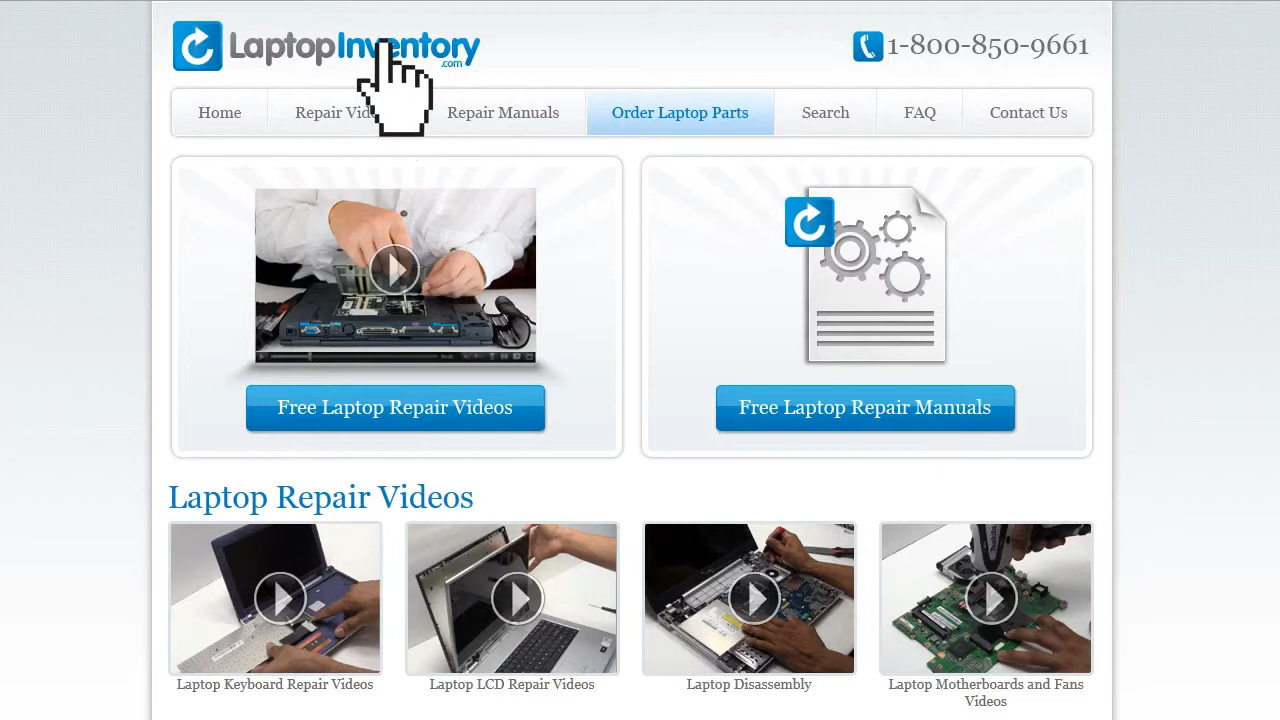 LaptopInventory
.com
1-800-850-9661
Home
Repair Vid
Repair Manuals
Order Laptop Parts
Search
FAQ
Contact Us
Free Laptop Repair Videos
Free Laptop Repair Manuals
Laptop Repair Videos
Laptop Keyboard Repair Videos
Laptop LCD Repair Videos
Laptop Disassembly
Laptop Motherboards and Fans
Videos